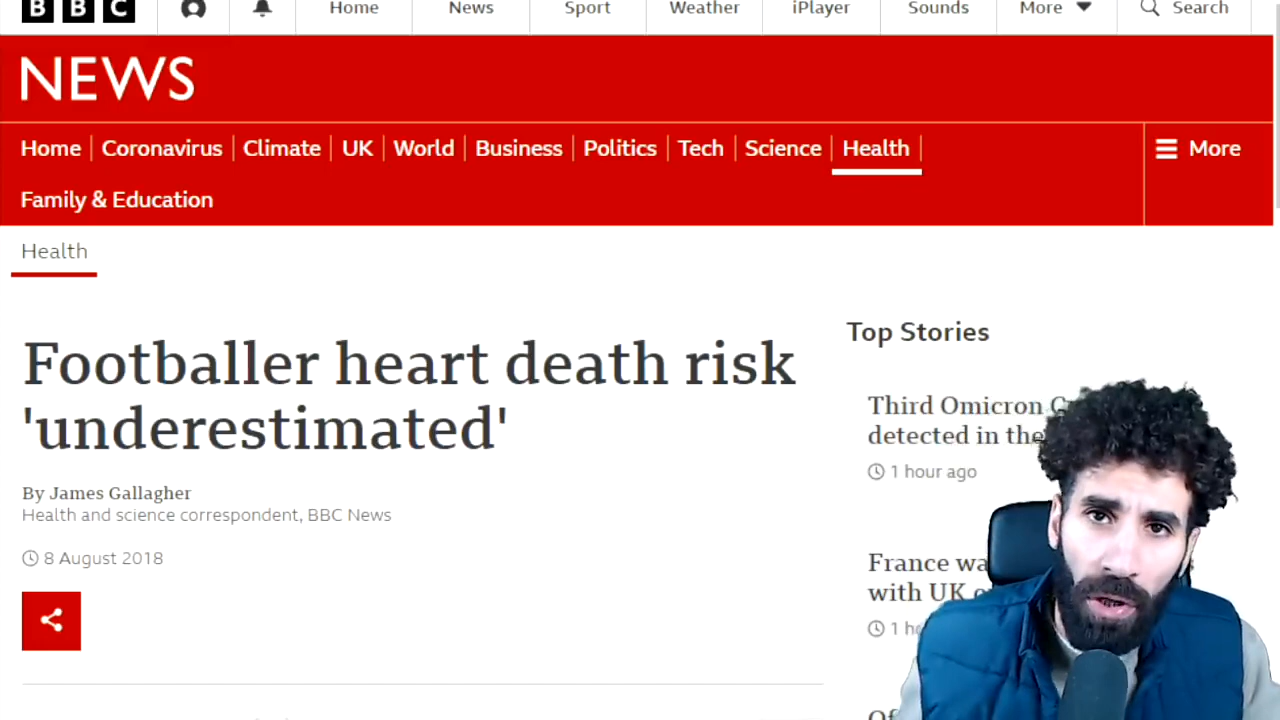 BBC
Home
News
Sport
Weather
iPlayer
Sounds
More
Search
NEWS
Home
Coronavirus
Climate
UK
World
Business
Politics
Tech
Science
Health
More
Family & Education
Health
Footballer heart death risk
'underestimated'
By James Gallagher
Health and science correspondent, BBC News
8 August 2018
Top Stories
Third Omicron
detected in the
1 hour ago
France
with UK
1